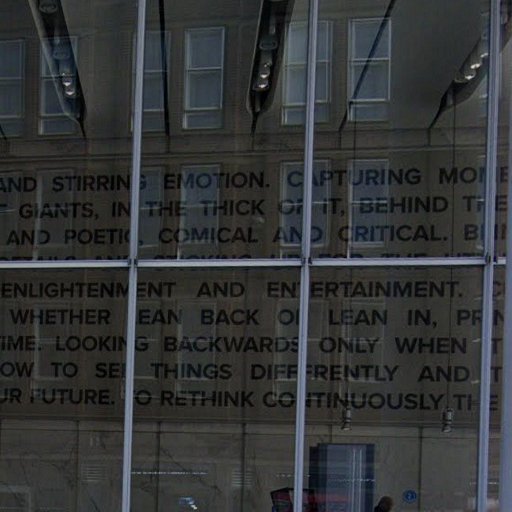 AND STIRRING EMOTION. CAPTURING MOME
F GIANTS, IN THE THICK OF IT, BEHIND THE
AND POETIC, COMICAL AND CRITICAL.
ENLIGHTENMENT AND ENTERTAINMENT. C
WHETHER LEAN BACK OR LEAN IN, PRIN
TIME. LOOKING BACKWARDS ONLY WHEN T
OW TO SEE THINGS DIFFERENTLY AND T
UR FUTURE. TO RETHINK CONTINUOUSLY THE